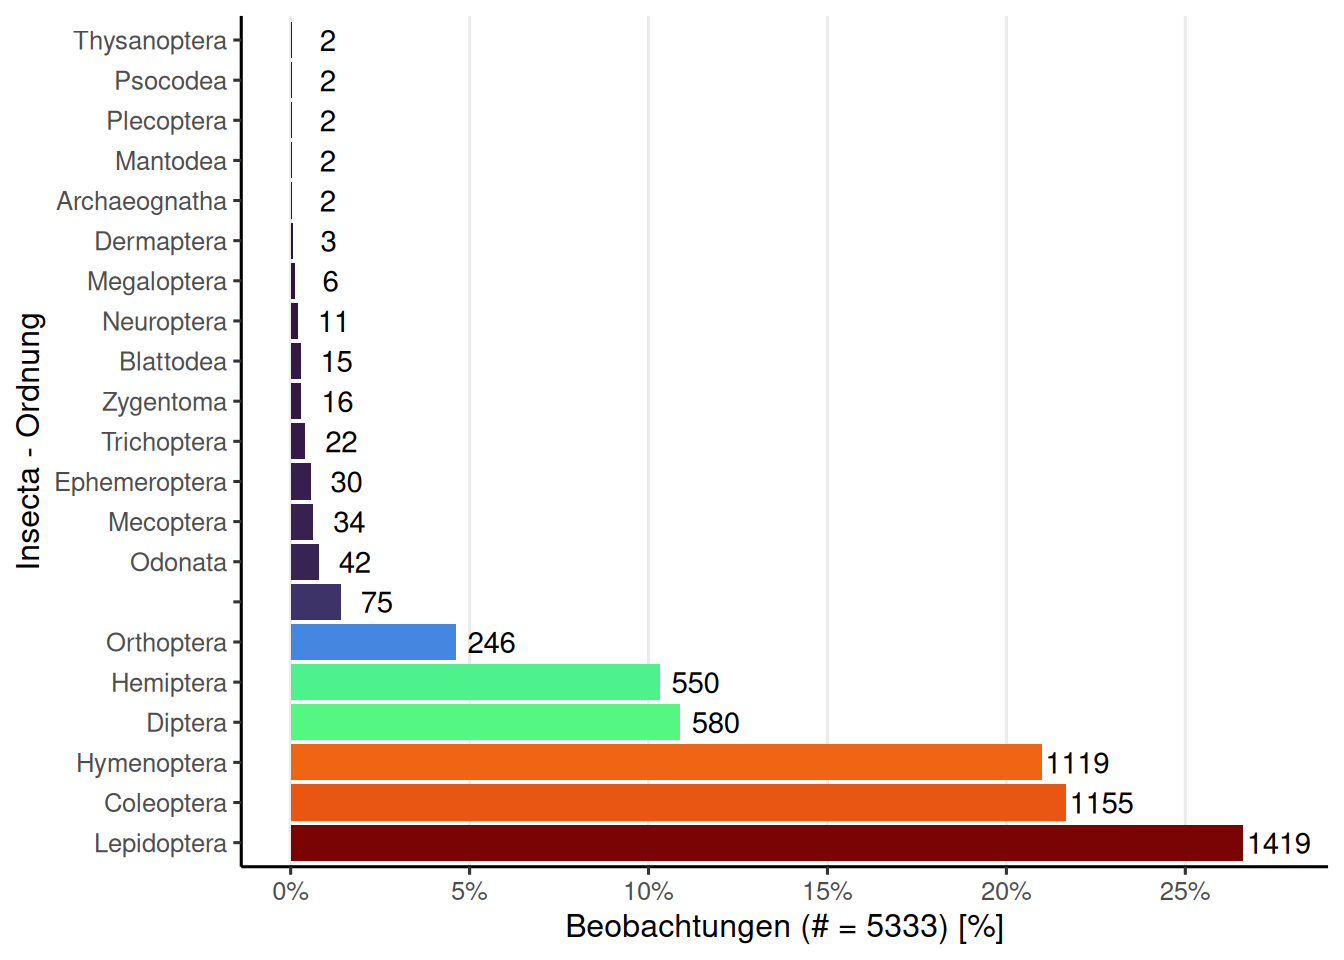 Insecta - Ordnung
Thysanoptera 2
Psocodea 2
Plecoptera 2
Mantodea 2
Archaeognatha 2
Dermaptera 3
Megaloptera 6
Neuroptera 11
Blattodea 15
Zygentoma 16
Trichoptera 22
Ephemeroptera 30
Mecoptera 34
Odonata 42
75
Orthoptera 246
Hemiptera 550
Diptera 580
Hymenoptera 1119
Coleoptera 1155
Lepidoptera 1419
0% 5% 10% 15% 20% 25%
Beobachtungen (# = 5333) [%]